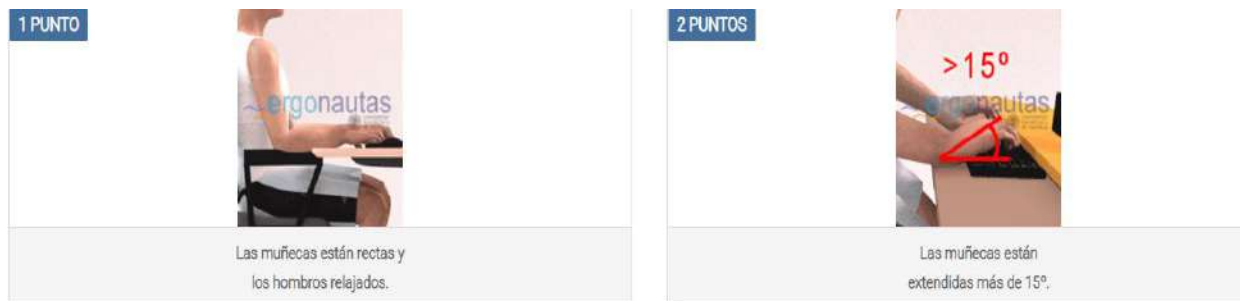 1 PUNTO
ergonautas
Las muñecas están rectas y
los hombros relajados.
2 PUNTOS
>15º
ergonautas
Las muñecas están
extendidas más de 15º.